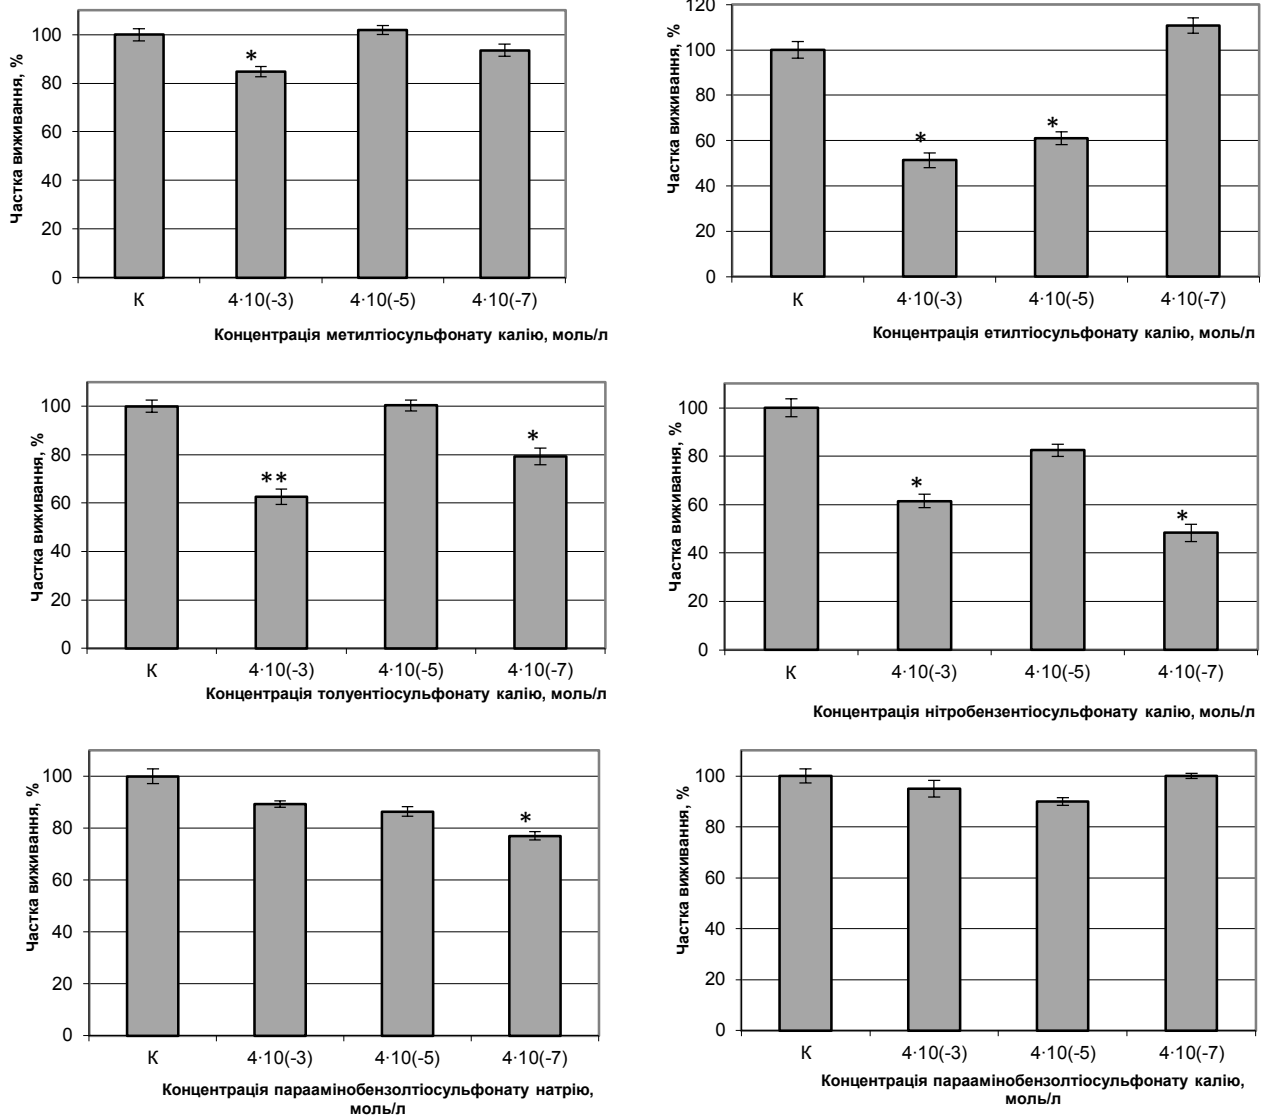 Частка виживання, %
100
80
60
40
20
0
*
К 4·10(-3) 4·10(-5) 4·10(-7)
Концентрація метилтіосульфонату калію, моль/л
Частка виживання, %
120
100
80
60
40
20
0
* *
К 4·10(-3) 4·10(-5) 4·10(-7)
Концентрація етилтіосульфонату калію, моль/л
Частка виживання, %
100
80
60
40
20
0
** *
К 4·10(-3) 4·10(-5) 4·10(-7)
Концентрація толуентіосульфонату калію, моль/л
Частка виживання, %
100
80
60
40
20
0
* *
К 4·10(-3) 4·10(-5) 4·10(-7)
Концентрація нітробензентіосульфонату калію, моль/л
Частка виживання, %
100
80
60
40
20
0
*
К 4·10(-3) 4·10(-5) 4·10(-7)
Концентрація параамінобензолтіосульфонату натрію,
моль/л
Частка виживання, %
100
80
60
40
20
0
К 4·10(-3) 4·10(-5) 4·10(-7)
Концентрація параамінобензолтіосульфонату калію,
моль/л